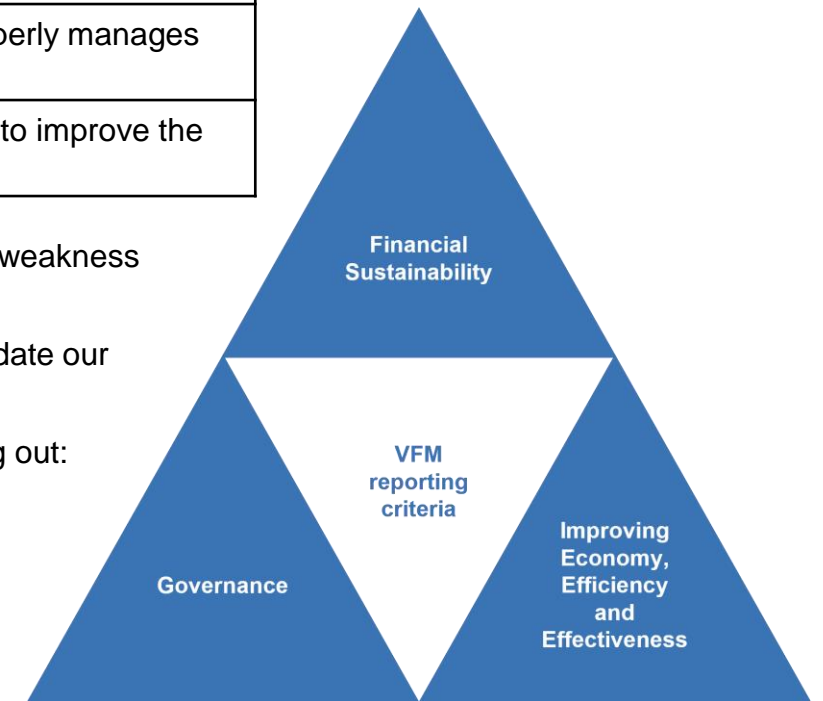 perly manages
to improve the
weakness
date our
g out:
Financial
Sustainability
VFM
reporting
criteria
Governance
Improving
Economy,
Efficiency
and
Effectiveness